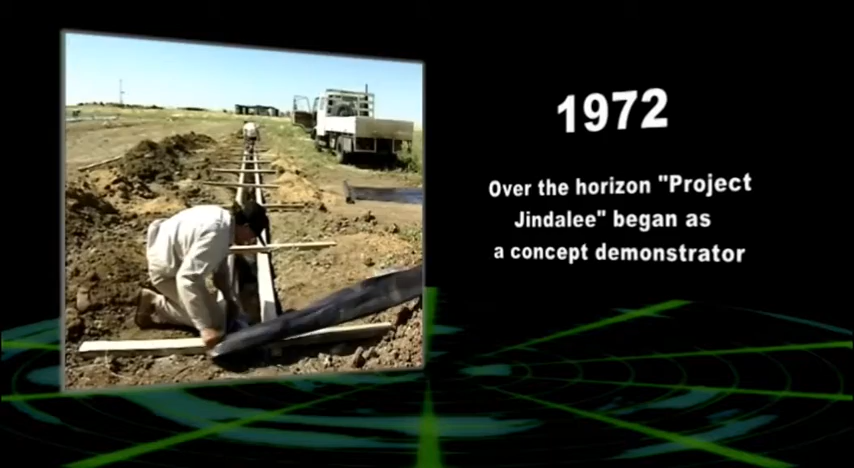 1972
Over the horizon "Project
Jindalee" began as
a concept demonstrator